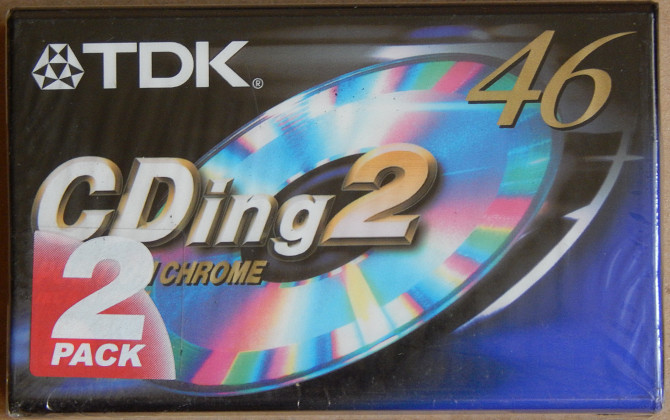 TDK®
46
CDing2
CHROME
2
PACK